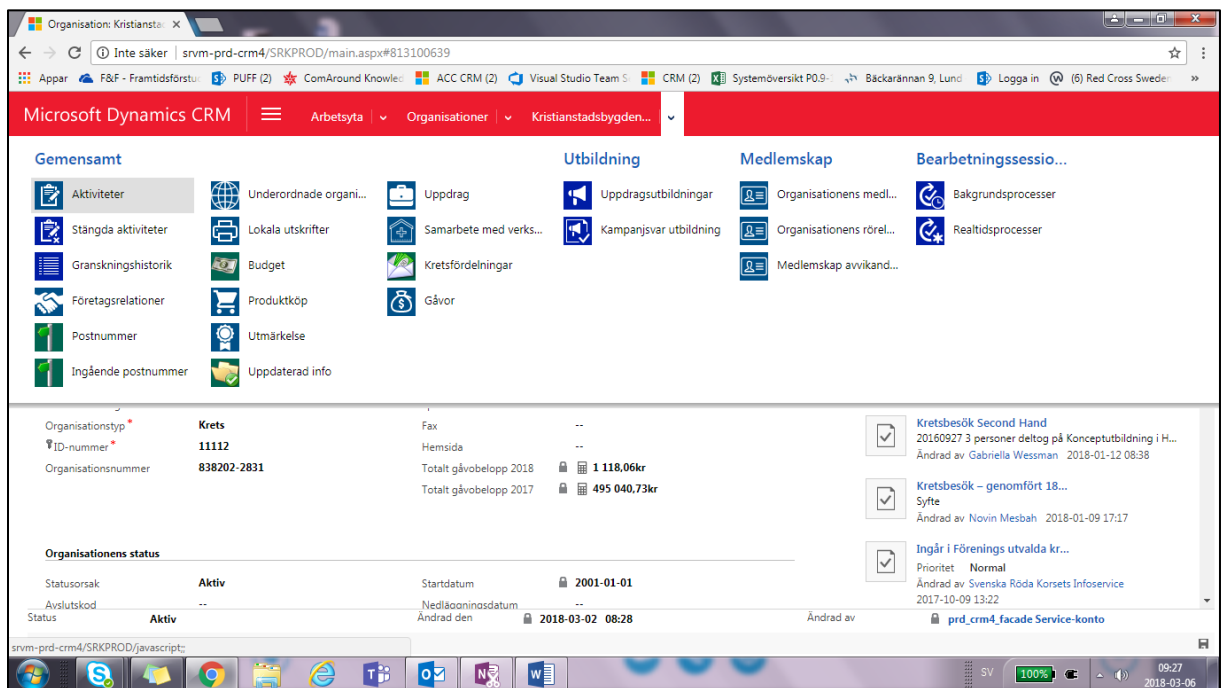 Organisation: Kristiansta
Inte säker | srvm-prd-crm4/SRKPROD/main.aspx#813100639
Appar F&F - Framtidsförstu PUFF (2) ComAround Knowled ACC CRM (2) Visual Studio Team S CRM (2) Systemöversikt P0.9- Bäckarännan 9, Lund Logga in (6) Red Cross Sweden »
Microsoft Dynamics CRM Arbetsyta Organisationer Kristianstadsbygden...
Gemensamt Utbildning Medlemskap Bearbetningssessio...
Aktiviteter Underordnade organi... Uppdrag Uppdragsutbildningar Organisationens medl... Bakgrundsprocesser
Stängda aktiviteter Lokala utskrifter Samarbete med verks... Kampanjsvar utbildning Organisationens rörel... Realtidsprocesser
Granskningshistorik Budget Kretsfördelningar Medlemskap avvikand...
Företagsrelationer Produktköp Gåvor
Postnummer Utmärkelse
Ingående postnummer Uppdaterad info
Organisationstyp * Krets Fax -- Kretsbesök Second Hand
20160927 3 personer deltog på Konceptutbildning i H...
ID-nummer * 11112 Hemsida --
Ändrad av Gabriella Wessman 2018-01-12 08:38
Organisationsnummer 838202-2831 Totalt gåvobelopp 2018 1 118,06kr
Totalt gåvobelopp 2017 495 040,73kr Kretsbesök – genomfört 18...
Syfte
Ändrad av Novin Mesbah 2018-01-09 17:17
Organisationens status Ingår i Förenings utvalda kr...
Prioritet Normal
Statusorsak Aktiv Startdatum 2001-01-01 Ändrad av Svenska Röda Korsets Infoservice
Avslutskod -- Nedläggningsdatum -- 2017-10-09 13:22
Status Aktiv Ändrad den 2018-03-02 08:28 Ändrad av prd_crm4_facade Service-konto
srvm-prd-crm4/SRKPROD/javascript:;
SV 100% 09:27
2018-03-06